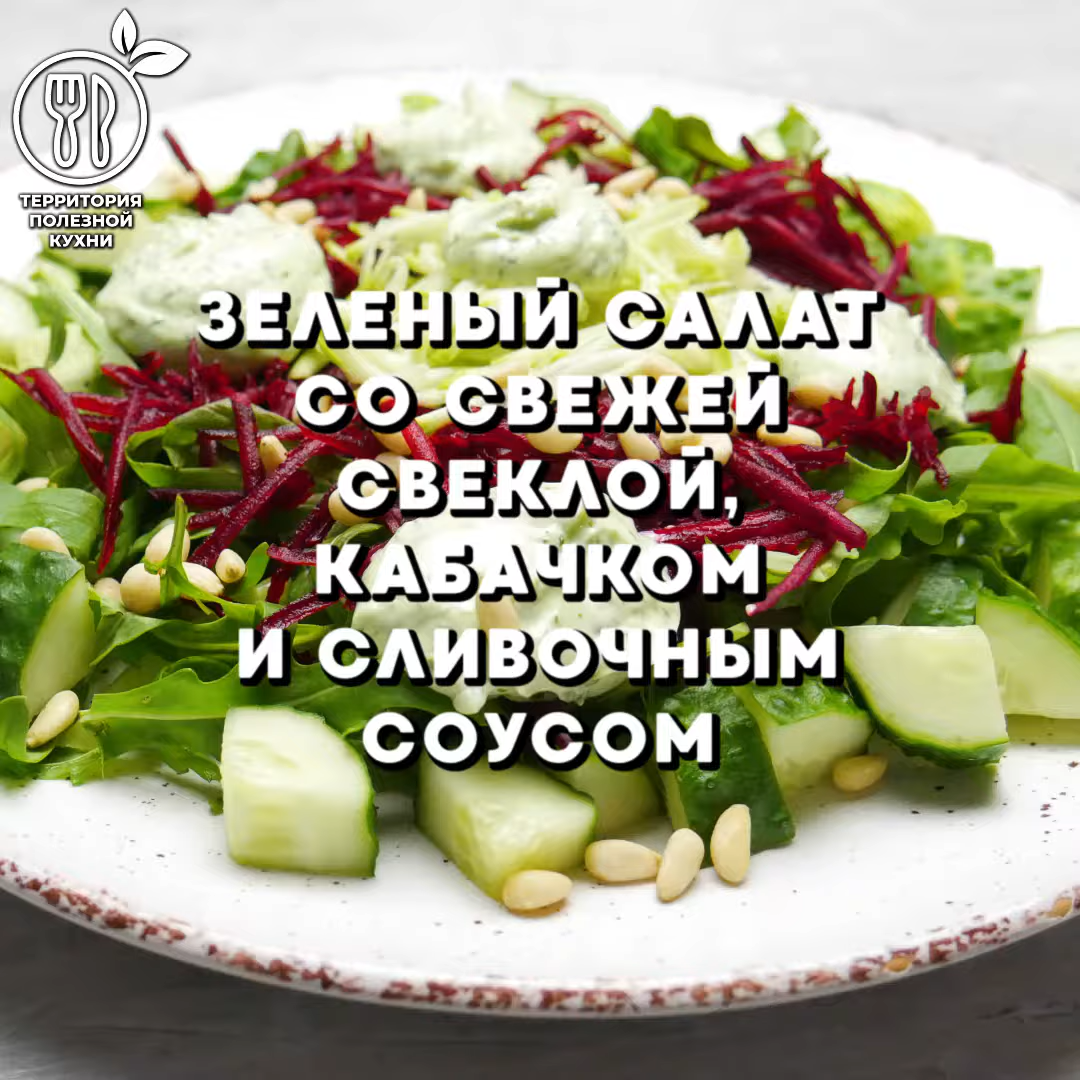 ТЕРРИТОРИЯ
ПОЛЕЗНОЙ
КУХНИ
ЗЕЛЕНЫЙ САЛАТ
СО СВЕЖЕЙ
СВЕКЛОЙ,
КАБАЧКОМ
И СЛИВОЧНЫМ
СОУСОМ